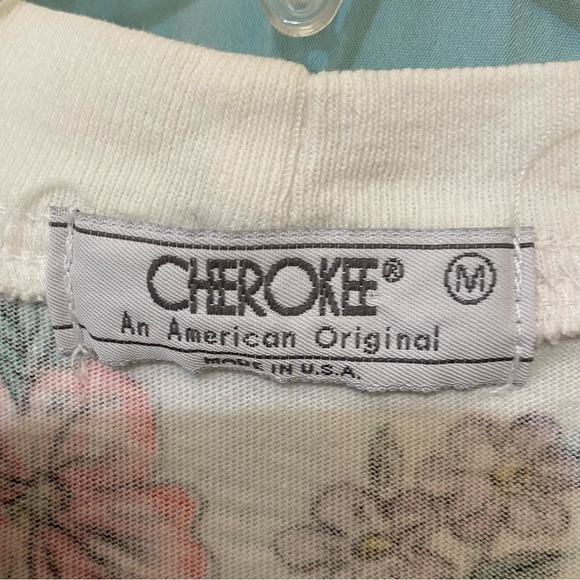 CHEROKEE® M
An American Original
MADE IN U.S.A.